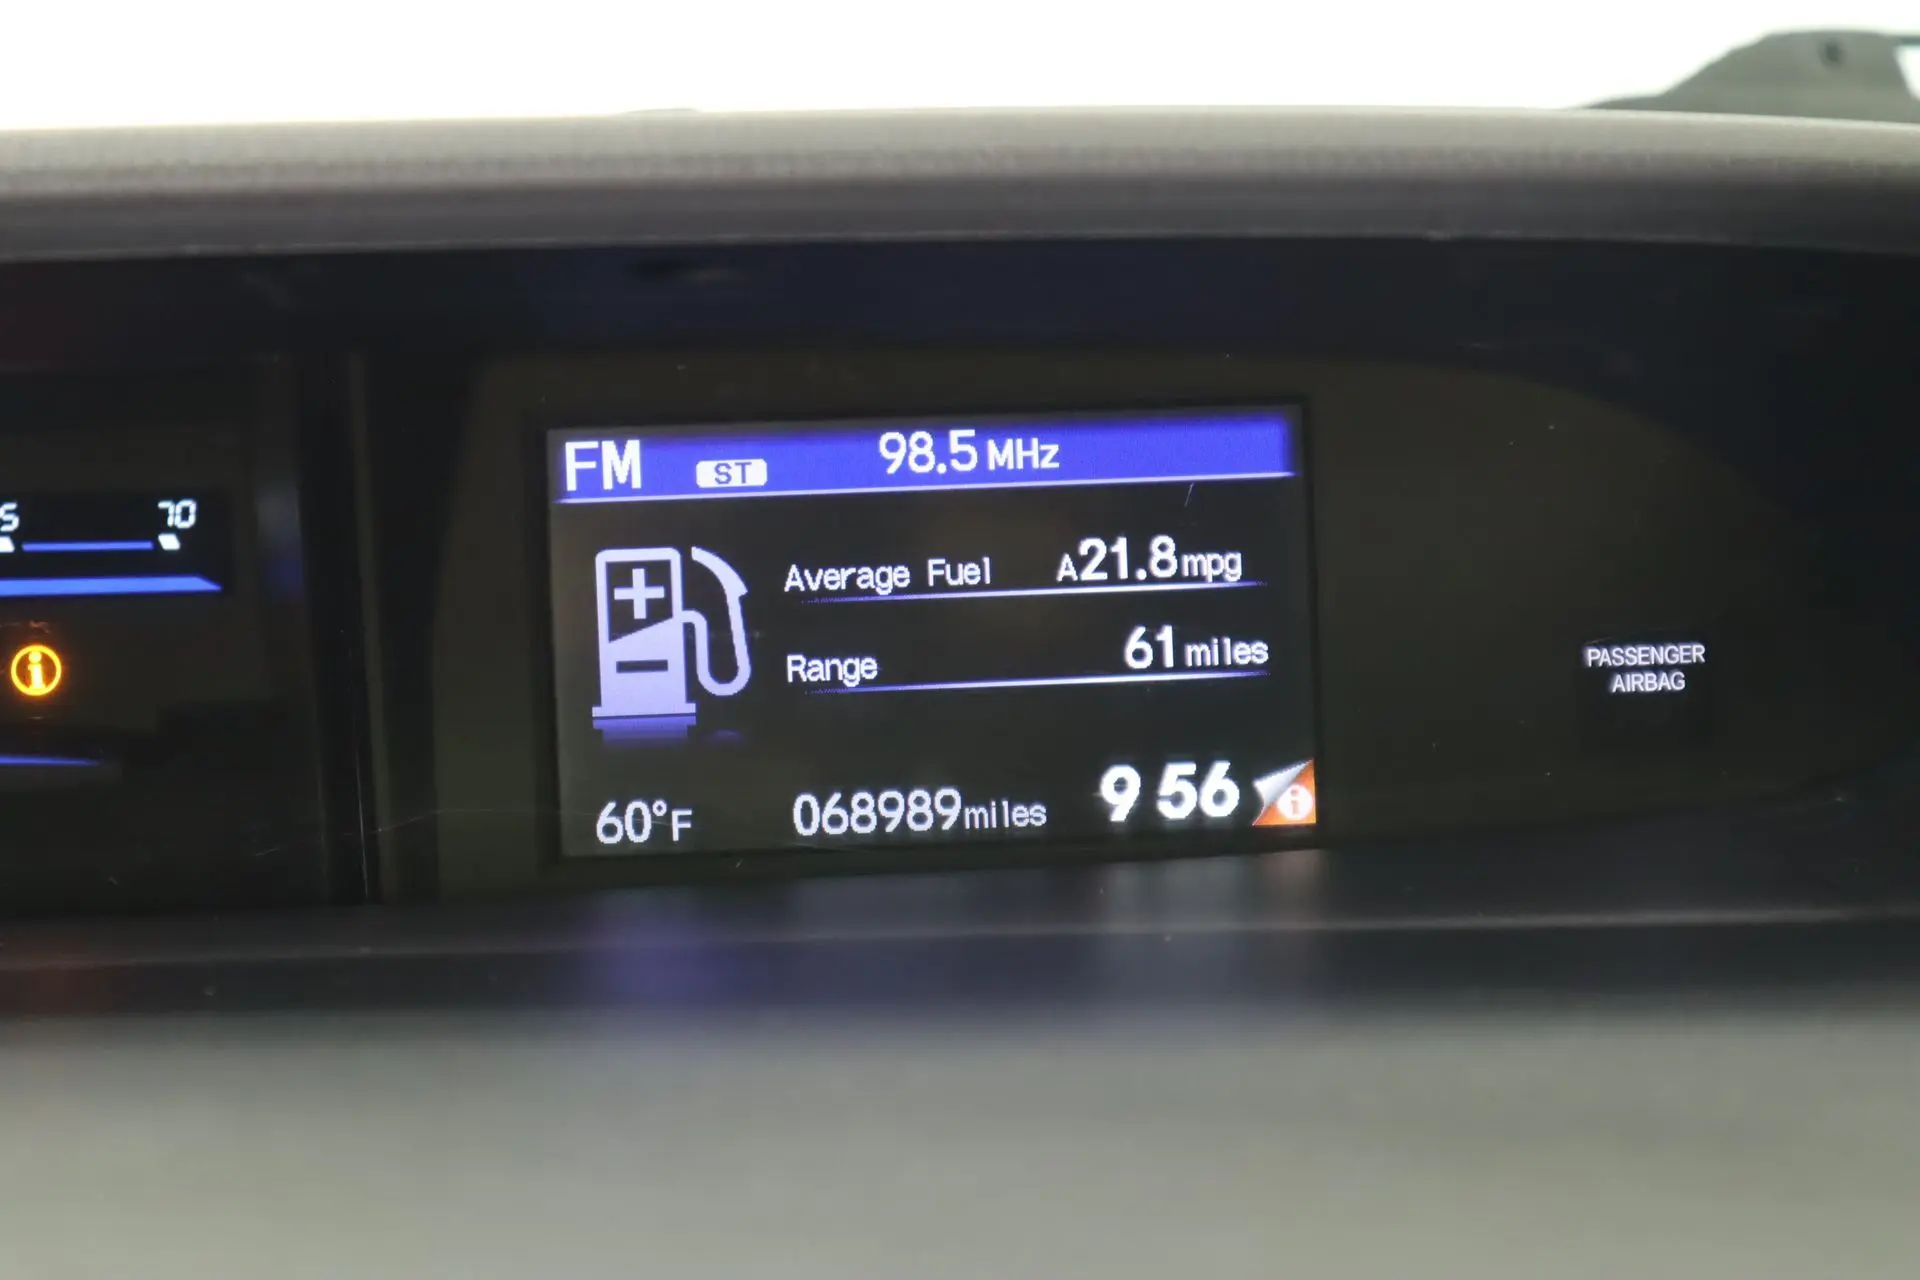 FM ST 98.5 MHz
70
Average Fuel A21.8mpg
Range 61 miles
PASSENGER
AIRBAG
60°F 068989miles 9 56